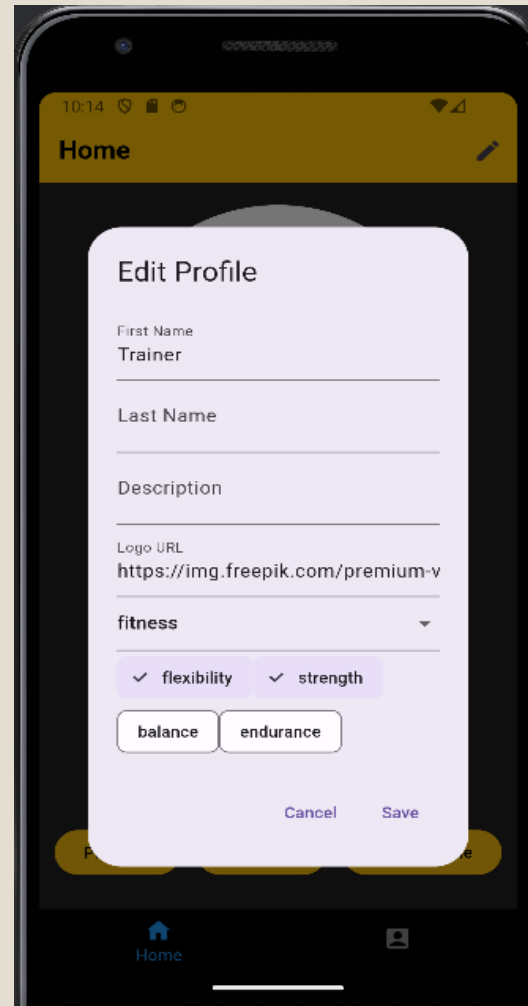 10:14
Home
Edit Profile
First Name
Trainer
Last Name
Description
Logo URL
https://img.freepik.com/premium-v
fitness
flexibility strength
balance endurance
Cancel Save
Home